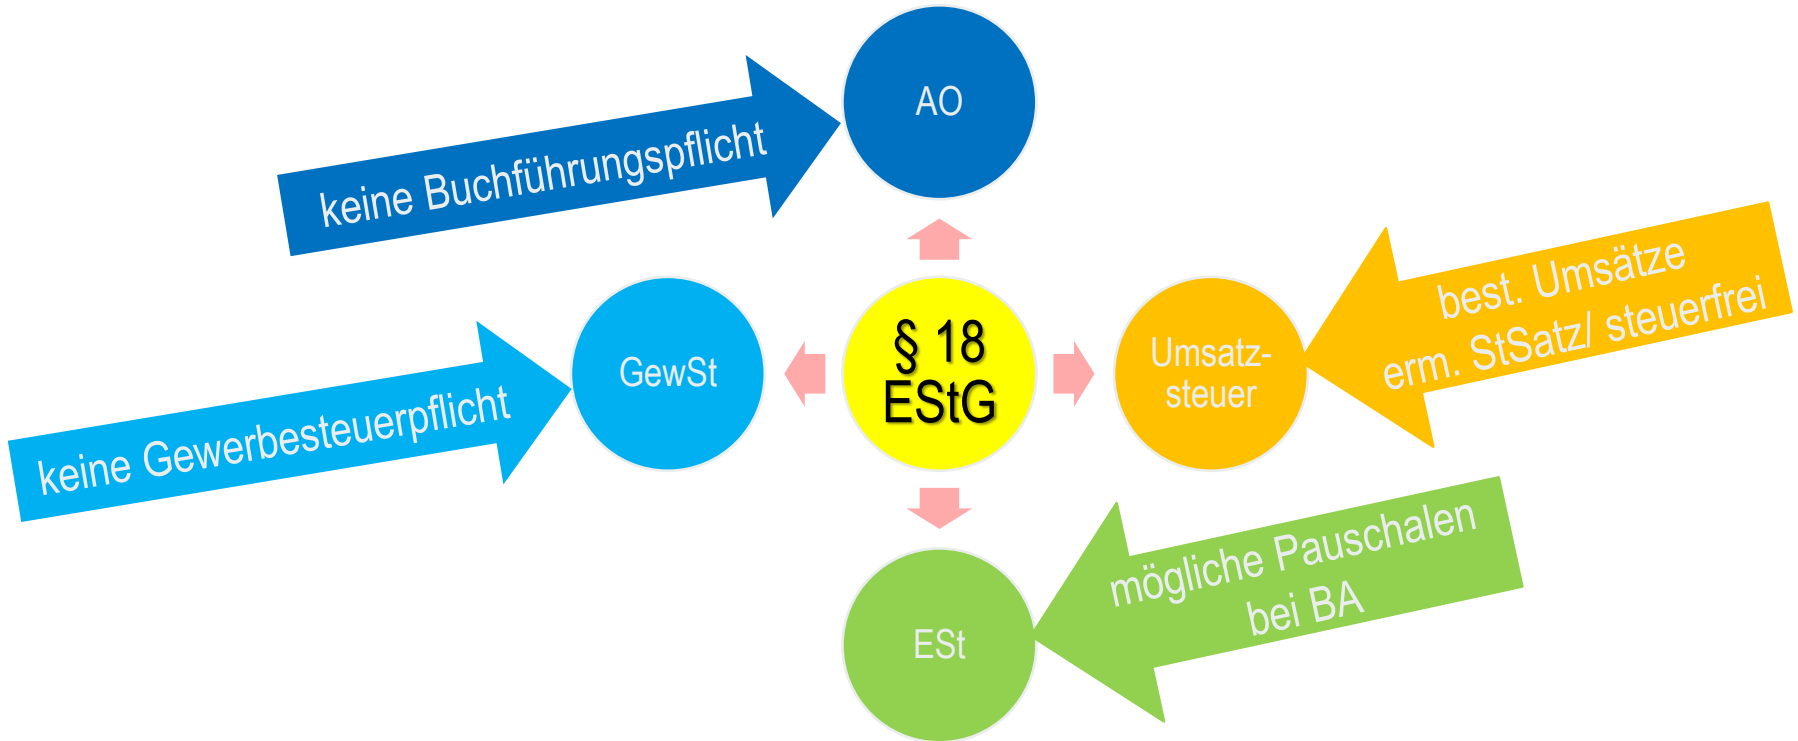 AO
keine Buchführungspflicht
best. Umsätze
erm. StSatz/ steuerfrei
§ 18
EStG
GewSt
Umsatz-
steuer
keine Gewerbesteuerpflicht
mögliche Pauschalen
bei BA
ESt